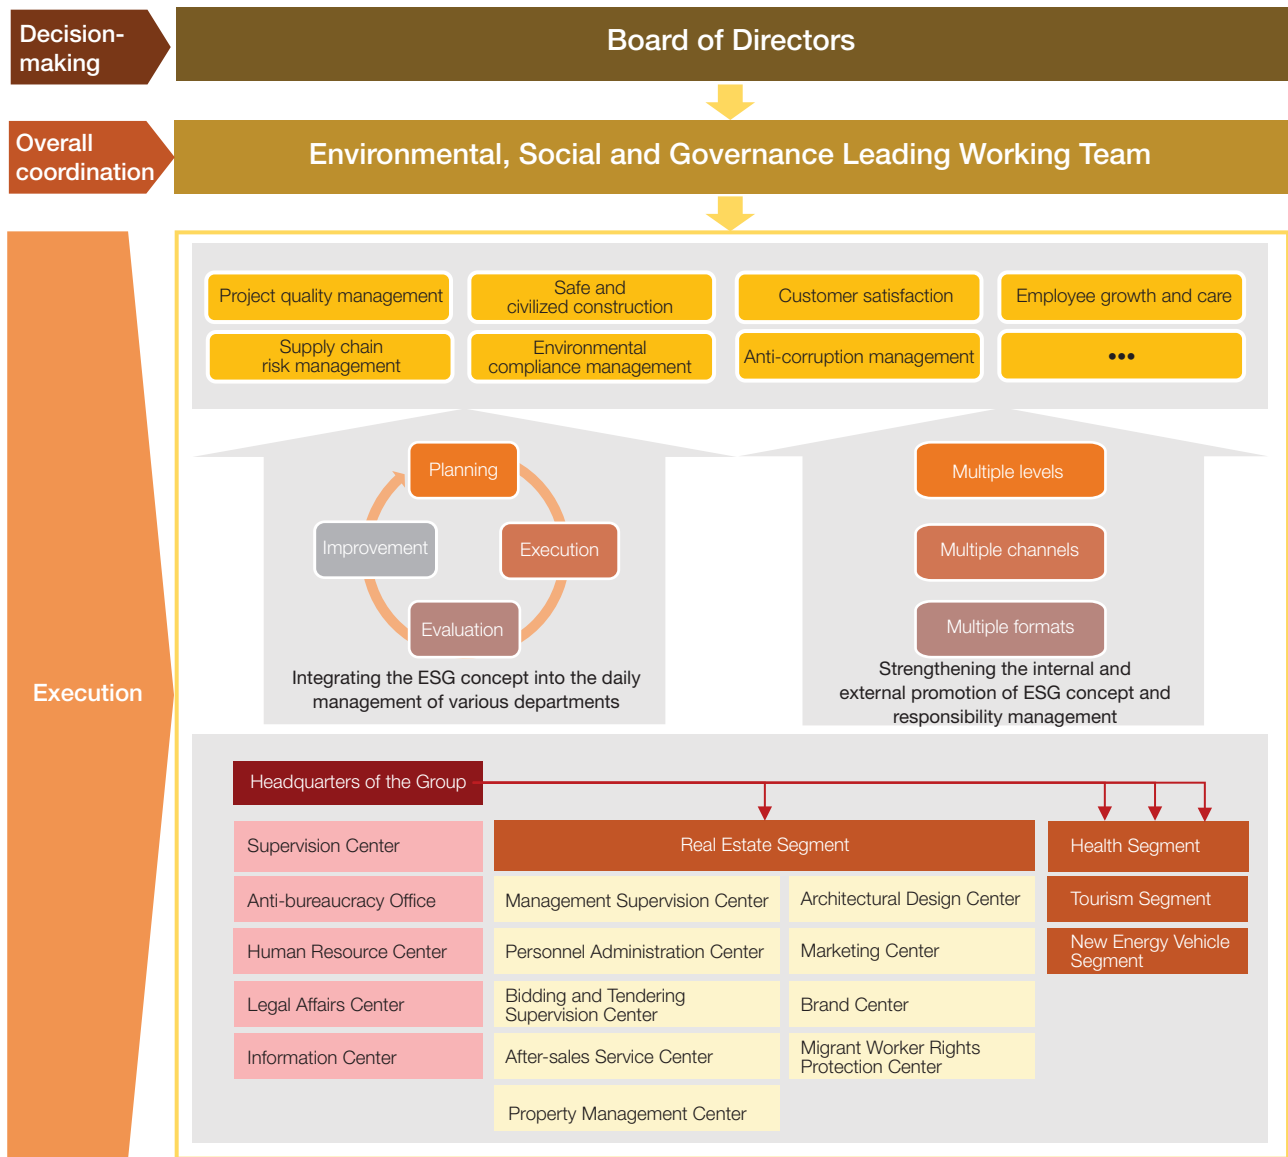 Decision-
making
Board of Directors
Overall
coordination
Environmental, Social and Governance Leading Working Team
Execution
Project quality management
Safe and
civilized construction
Customer satisfaction
Employee growth and care
Supply chain
risk management
Environmental
compliance management
Anti-corruption management
•••
Planning
Improvement
Execution
Evaluation
Integrating the ESG concept into the daily
management of various departments
Multiple levels
Multiple channels
Multiple formats
Strengthening the internal and
external promotion of ESG concept and
responsibility management
Headquarters of the Group
Supervision Center
Anti-bureaucracy Office
Human Resource Center
Legal Affairs Center
Information Center
Real Estate Segment
Management Supervision Center
Personnel Administration Center
Bidding and Tendering
Supervision Center
After-sales Service Center
Property Management Center
Architectural Design Center
Marketing Center
Brand Center
Migrant Worker Rights
Protection Center
Health Segment
Tourism Segment
New Energy Vehicle
Segment